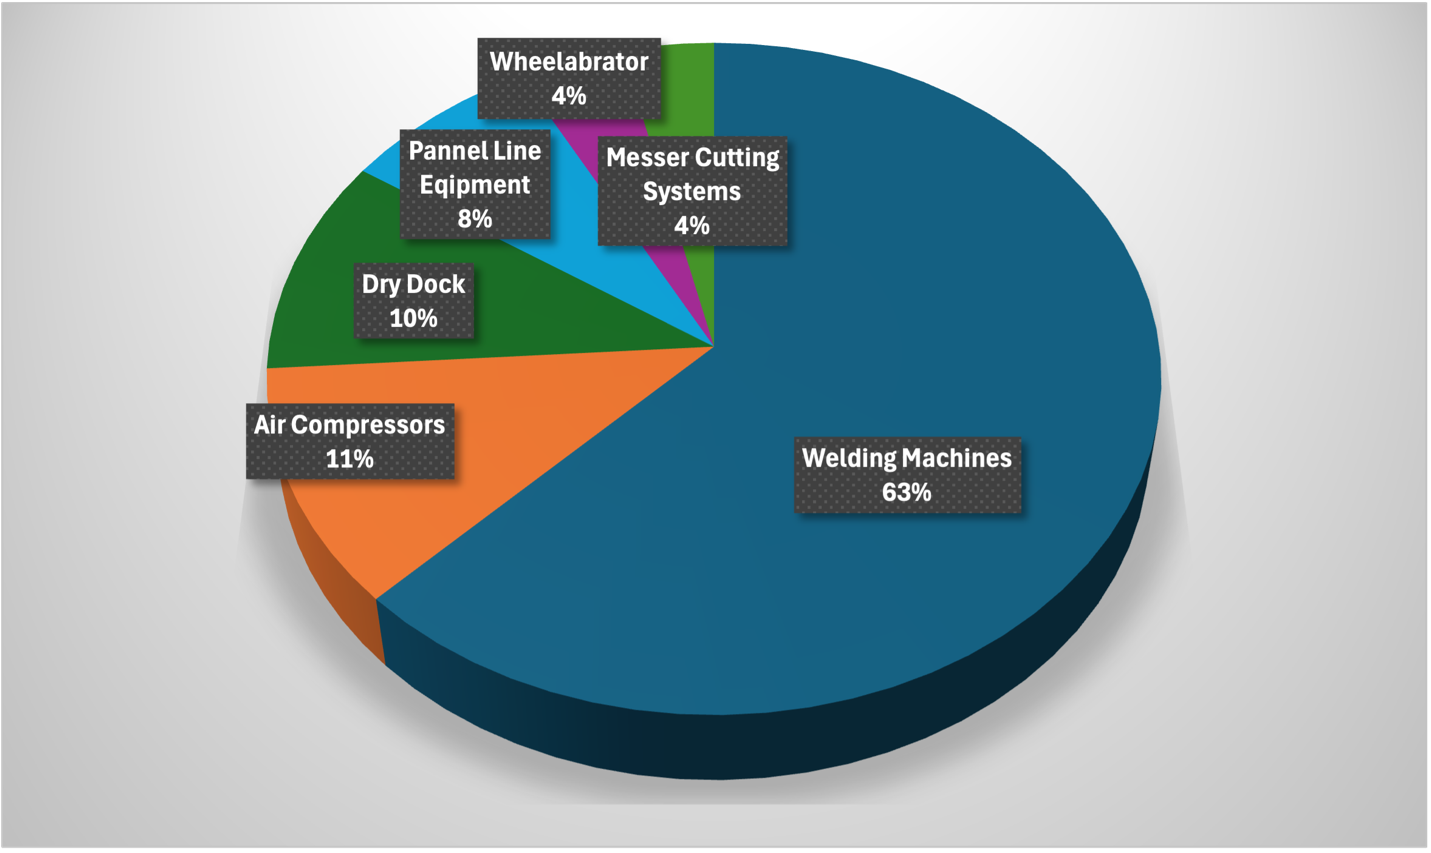 Wheelabrator
4%
Messer Cutting
Systems
4%
Pannel Line
Eqipment
8%
Dry Dock
10%
Air Compressors
11%
Welding Machines
63%